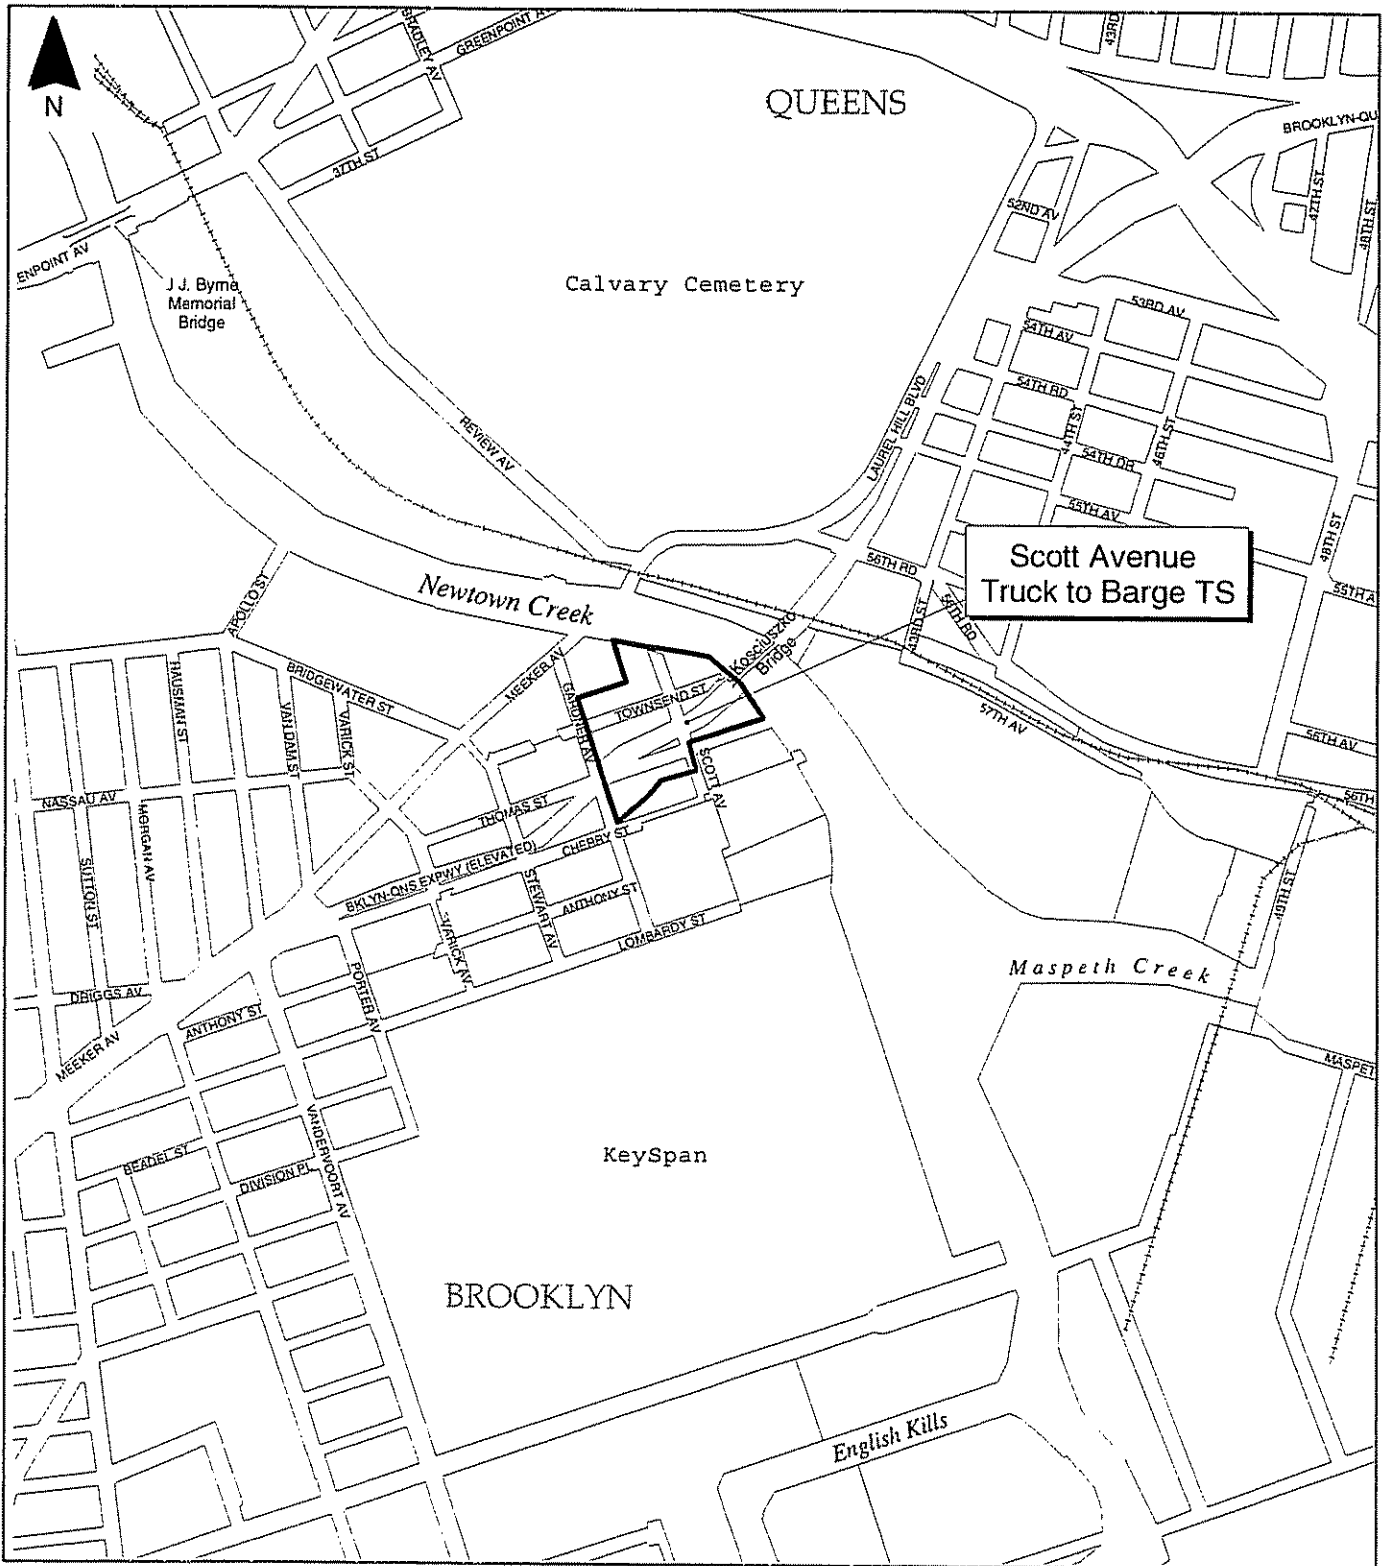 BRADLEY AV
GREENPOINT AV
43RD
QUEENS
N
BROOKLYN-QU
37TH ST
47TH ST
48TH ST
52ND AV
ENPOINT AV
J.J. Byrne
Memorial
Bridge
Calvary Cemetery
53RD AV
54TH AV
54TH RD
LAUREL HILL BLVD
44TH ST
46TH ST
REVIEW AV
54TH DR
55TH AV
48TH ST
Scott Avenue
Truck to Barge TS
56TH RD
55TH A
APOLLO ST
Newtown Creek
43RD ST
56TH RD
Kosciuszko
Bridge
MEEKER AV
HAUSMAN ST
BRIDGEWATER ST
GARDNER AV
TOWNSEND ST
VAN DAM ST
VARICK ST
57TH AV
56TH AV
SCOTT AV
NASSAU AV
THOMAS ST
56TH
MORGAN AV
CHERRY ST
BKLYN-QNS EXPWY (ELEVATED)
SUTTON ST
STEWART AV
ANTHONY ST
49TH ST
VARICK AV
LOMBARDY ST
Maspeth Creek
PORTER AV
DRIGGS AV
ANTHONY ST
MEEKER AV
MASPET
VANDERVOORT AV
KeySpan
BEADEL ST
DIVISION PL
BROOKLYN
English Kills